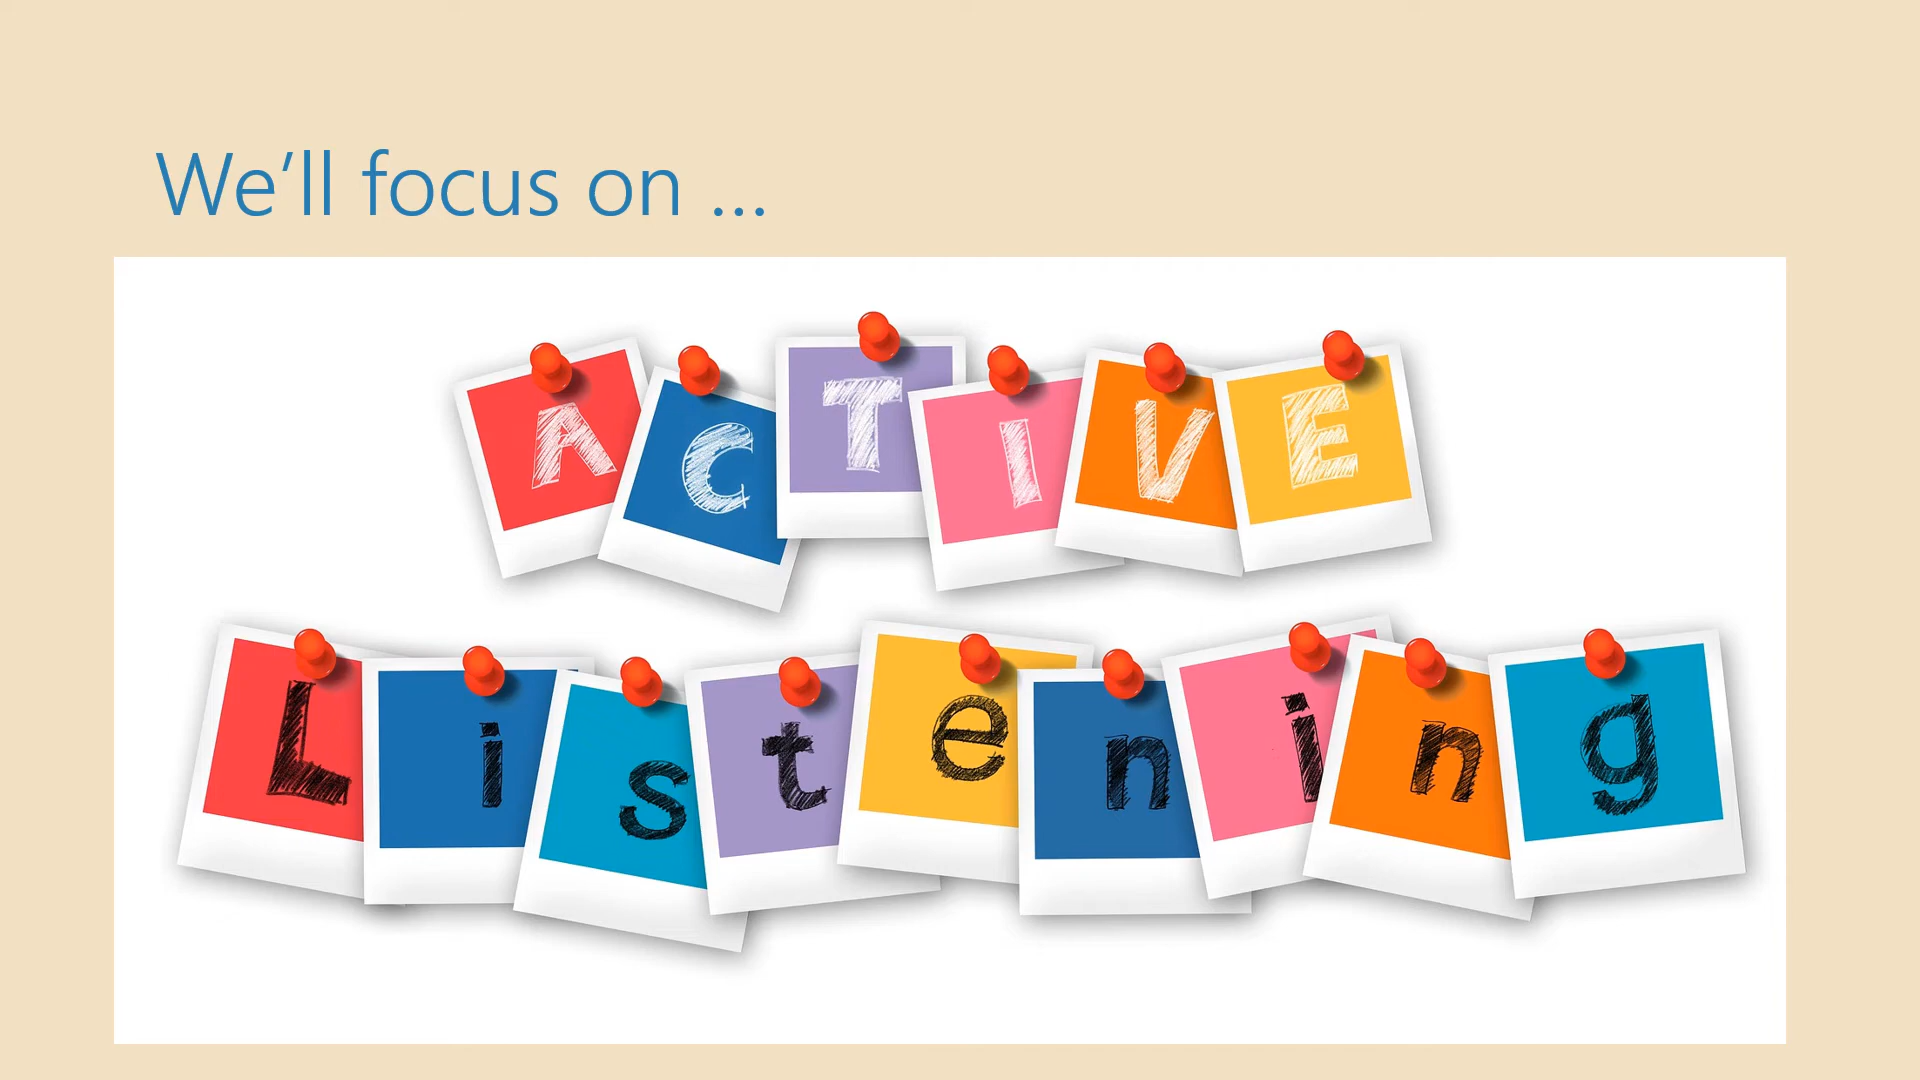 We’ll focus on ...
ACTIVE
Listening